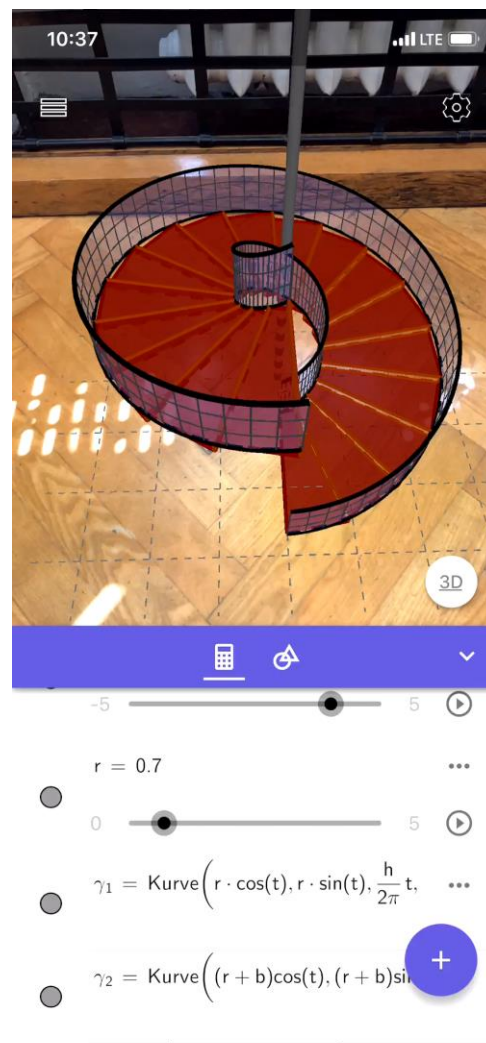 10:37
LTE
3D
-5 5
r = 0.7
0 5
γ₁ = Kurve(r · cos(t), r · sin(t), h/2π t,
γ₂ = Kurve((r + b)cos(t), (r + b)si